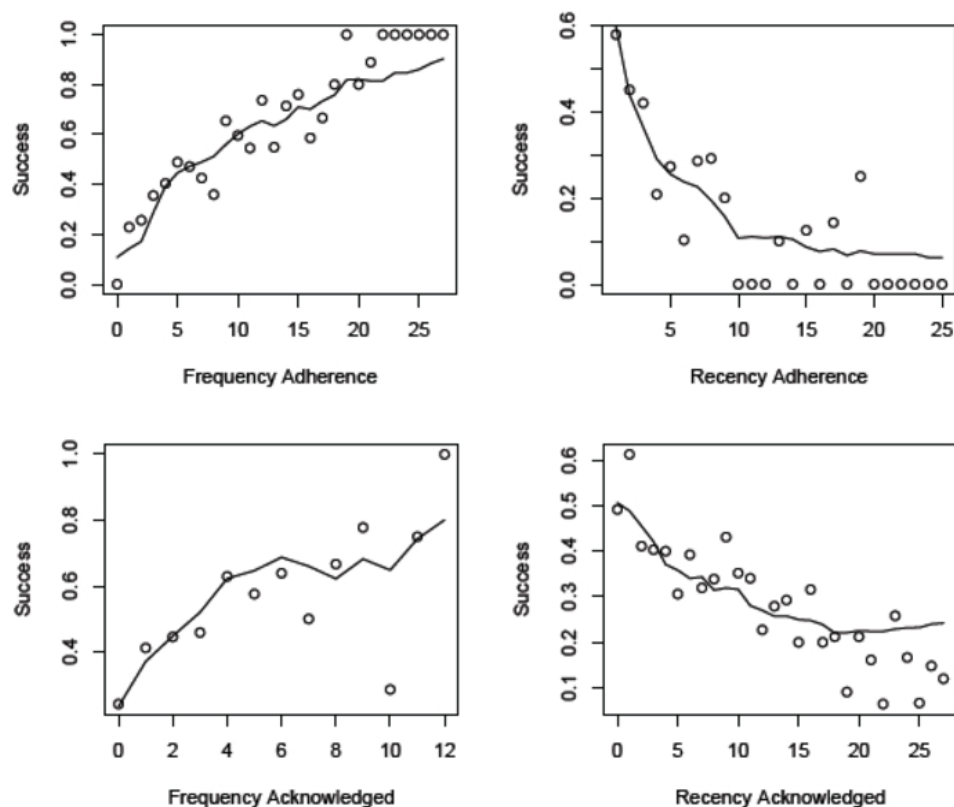 Success
0.0 0.2 0.4 0.6 0.8 1.0
0 5 10 15 20 25
Frequency Adherence
Success
0.0 0.2 0.4 0.6
5 10 15 20 25
Recency Adherence
Success
0.4 0.6 0.8 1.0
0 2 4 6 8 10 12
Frequency Acknowledged
Success
0.1 0.2 0.3 0.4 0.5 0.6
0 5 10 15 20 25
Recency Acknowledged